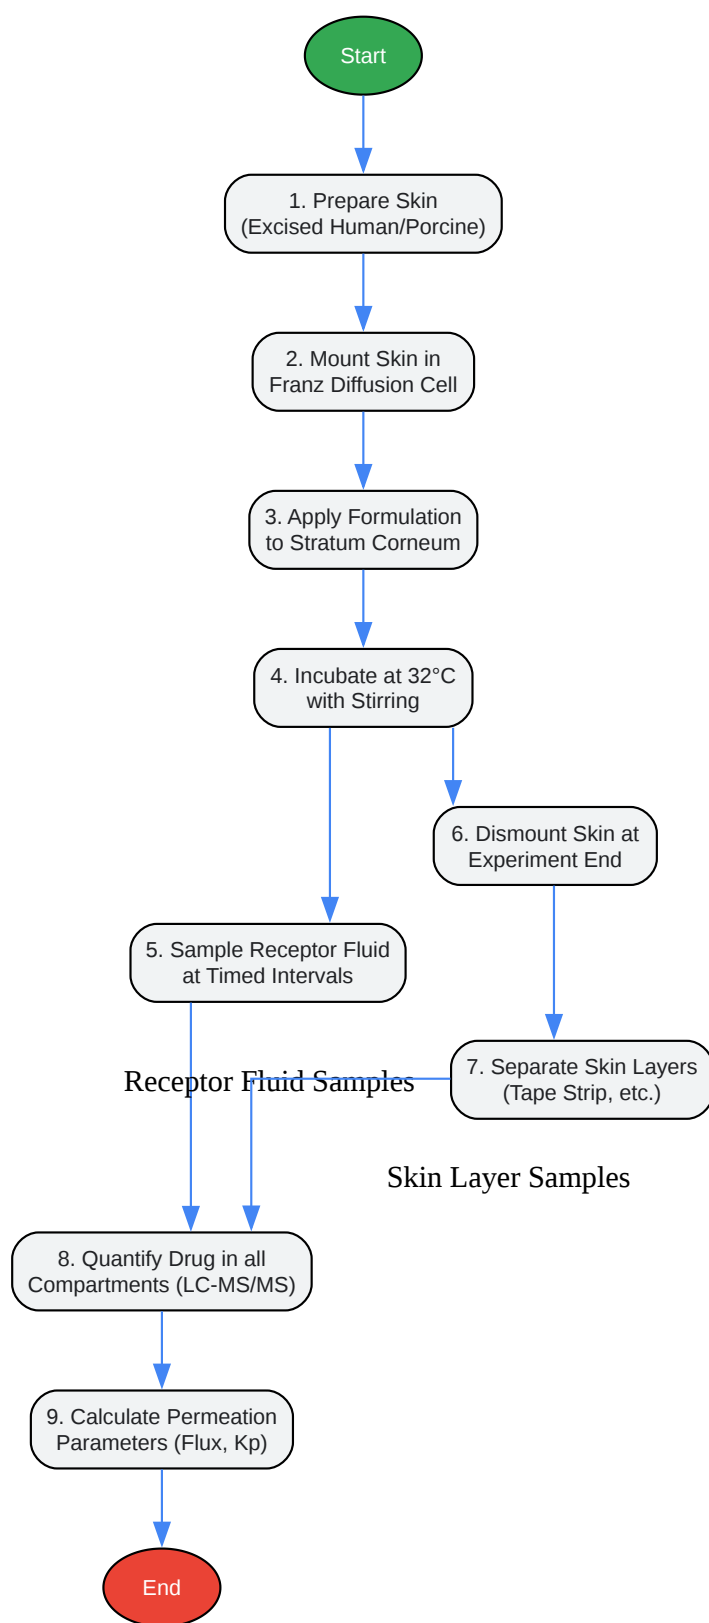 Start
1. Prepare Skin
(Excised Human/Porcine)
2. Mount Skin in
Franz Diffusion Cell
3. Apply Formulation
to Stratum Corneum
4. Incubate at 32°C
with Stirring
6. Dismount Skin at
Experiment End
5. Sample Receptor Fluid
at Timed Intervals
7. Separate Skin Layers
(Tape Strip, etc.)
Receptor Fluid Samples
Skin Layer Samples
8. Quantify Drug in all
Compartments (LC-MS/MS)
9. Calculate Permeation
Parameters (Flux, Kp)
End